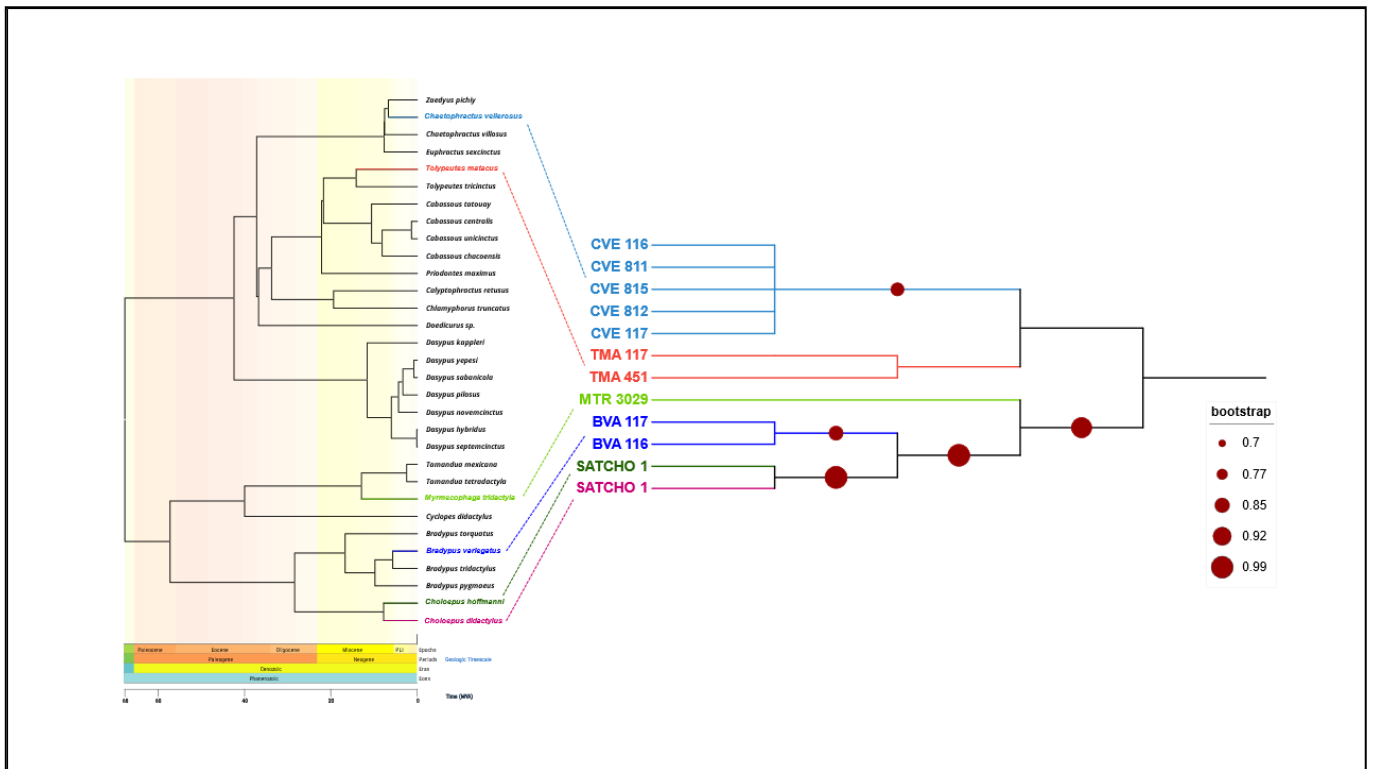 Zaedyus pichiy
Chaetophractus vellerosus
Chaetophractus villosus
Euphractus sexcinctus
Tolypeutes matacus
Tolypeutes tricinctus
Cabassous tatouay
Cabassous centralis
Cabassous unicinctus
Cabassous chacoensis
Priodontes maximus
Calyptophractus retusus
Chlamyphorus truncatus
Doedicurus sp.
Dasypus kappleri
Dasypus yepesi
Dasypus sabanicola
Dasypus pilosus
Dasypus novemcinctus
Dasypus hybridus
Dasypus septemcinctus
Tamandua mexicana
Tamandua tetradactyla
Myrmecophaga tridactyla
Cyclopes didactylus
Bradypus torquatus
Bradypus variegatus
Bradypus tridactylus
Bradypus pygmaeus
Choloepus hoffmanni
Choloepus didactylus
Paleocene Eocene Oligocene Miocene PLI Epochs
Paleogene Neogene Periods Geologic Timescale
Cenozoic Eras
Phanerozoic Eons
68 60 40 20 0 Time (MYA)
CVE 116
CVE 811
CVE 815
CVE 812
CVE 117
TMA 117
TMA 451
MTR 3029
BVA 117
BVA 116
SATCHO 1
SATCHO 1
bootstrap
0.7
0.77
0.85
0.92
0.99